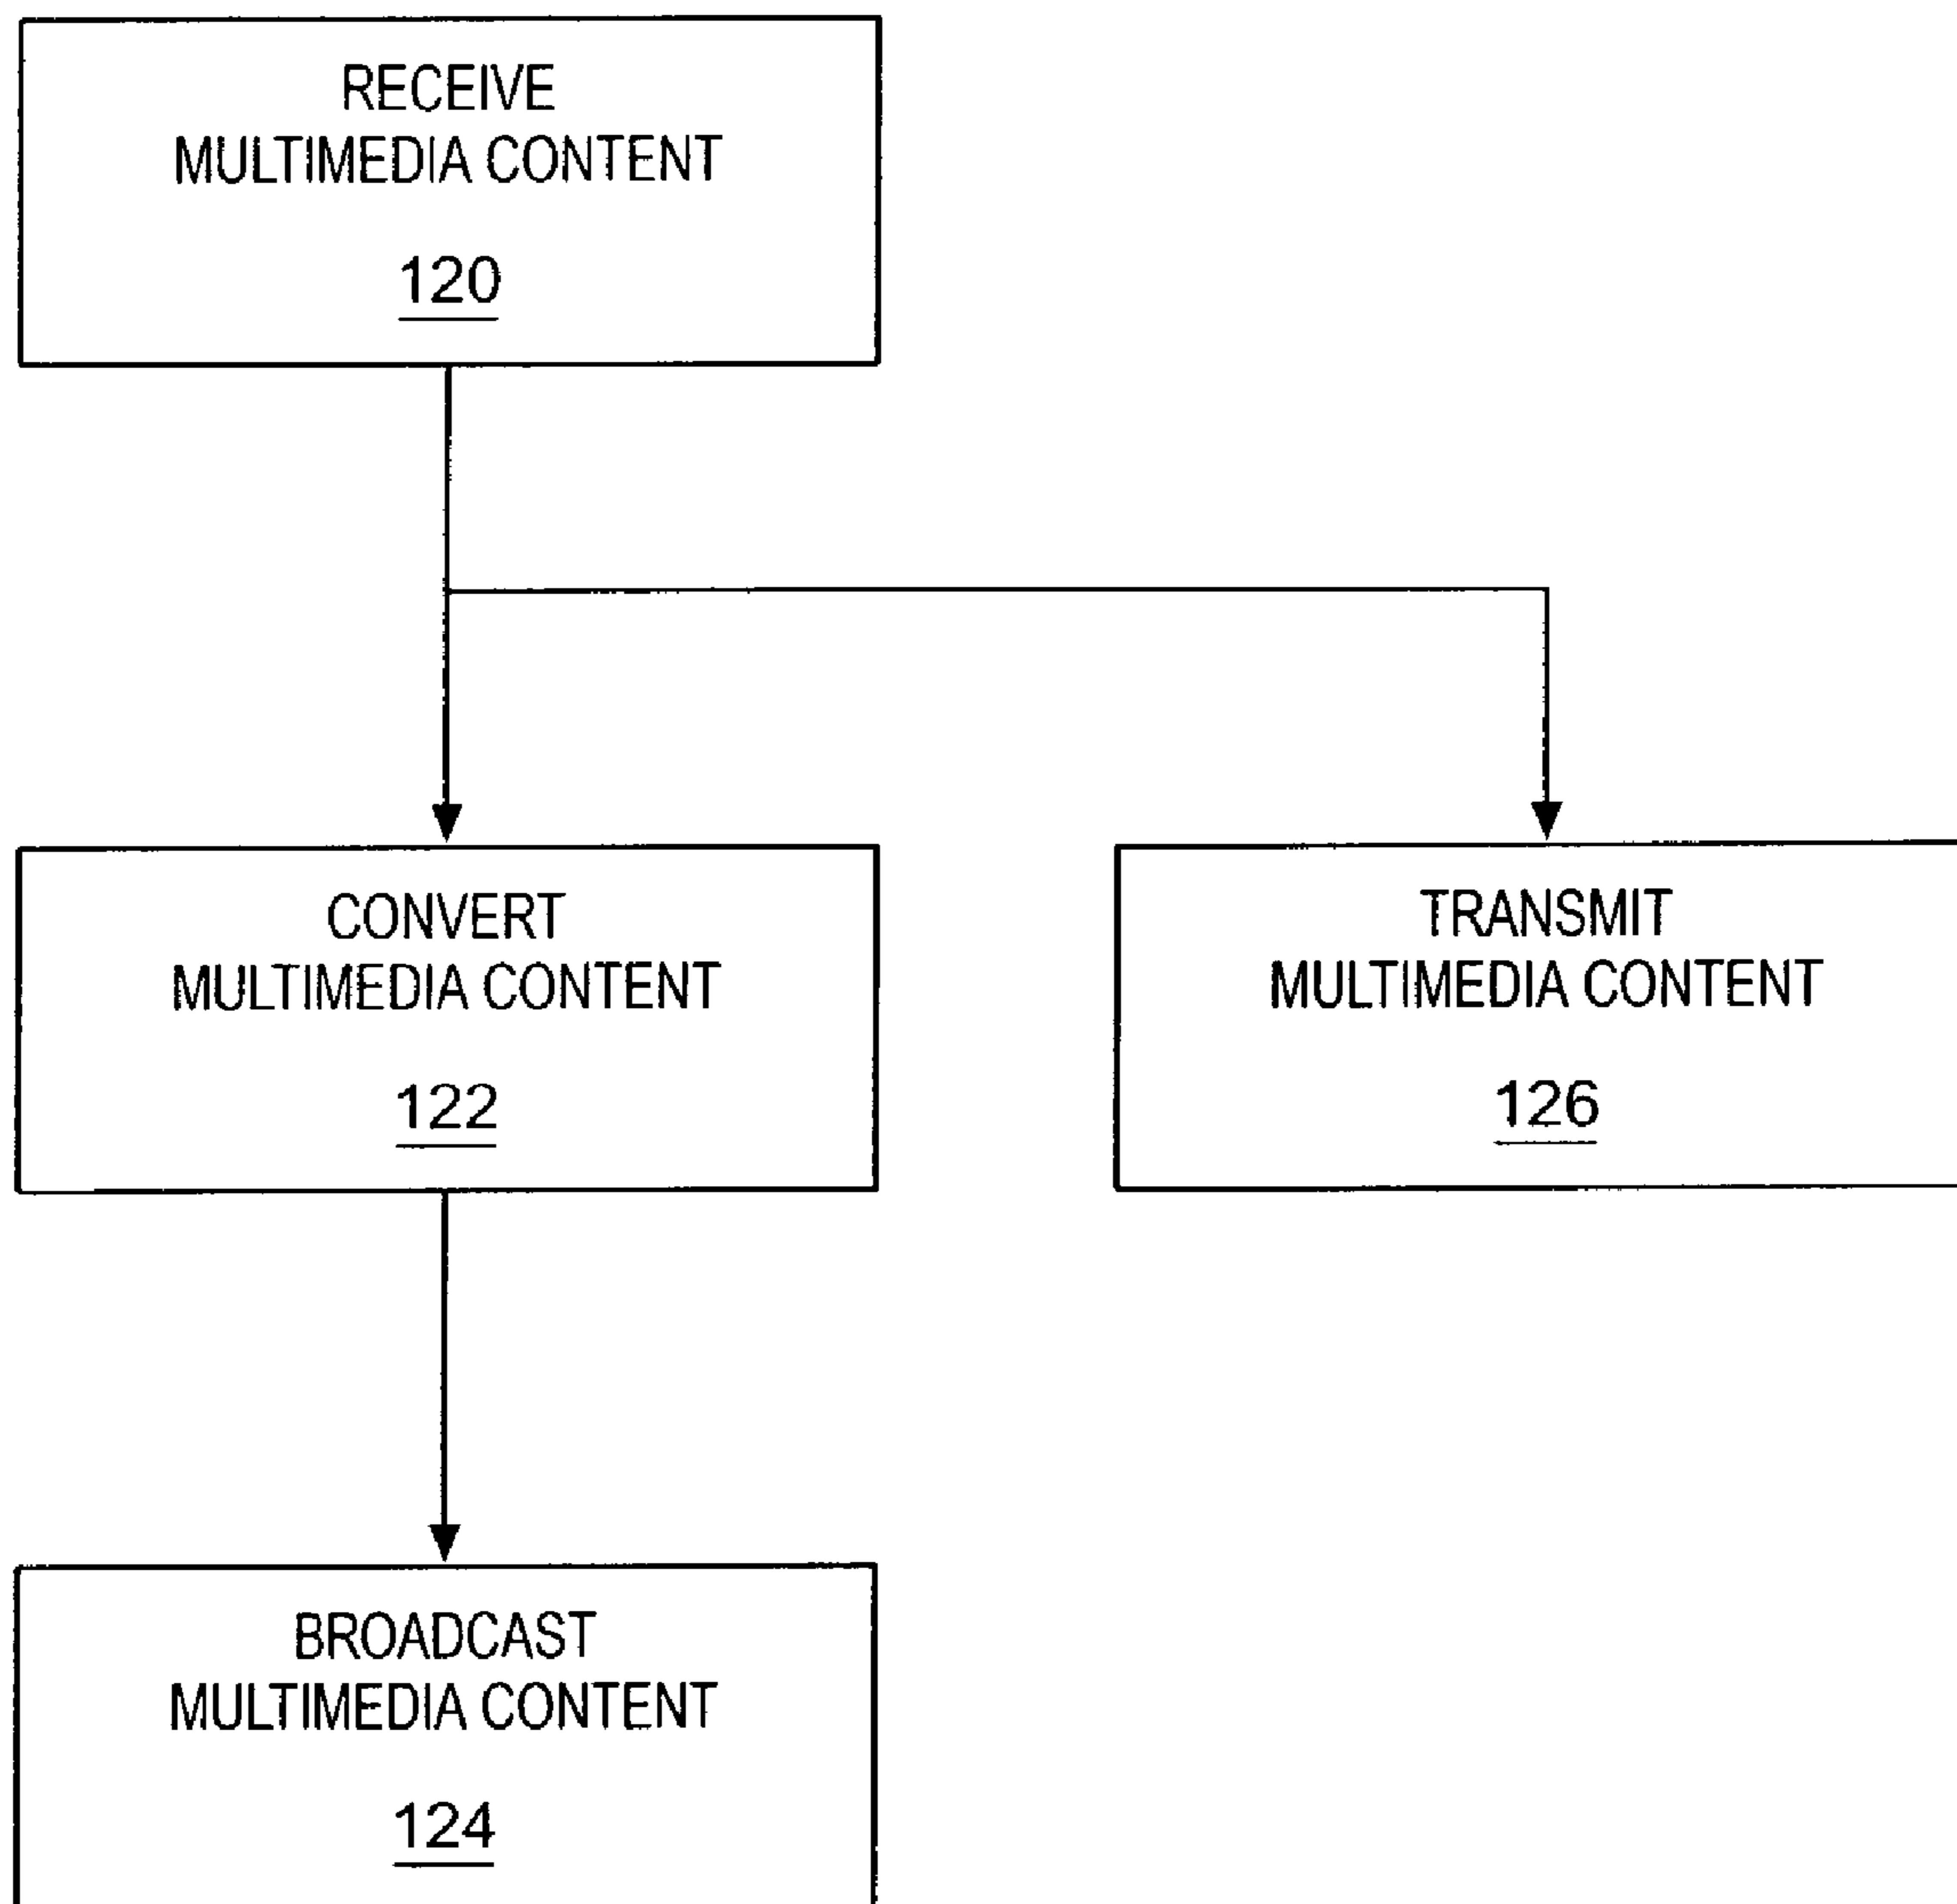 RECEIVE
MULTIMEDIA CONTENT
120
CONVERT
MULTIMEDIA CONTENT
122
TRANSMIT
MULTIMEDIA CONTENT
126
BROADCAST
MULTIMEDIA CONTENT
124